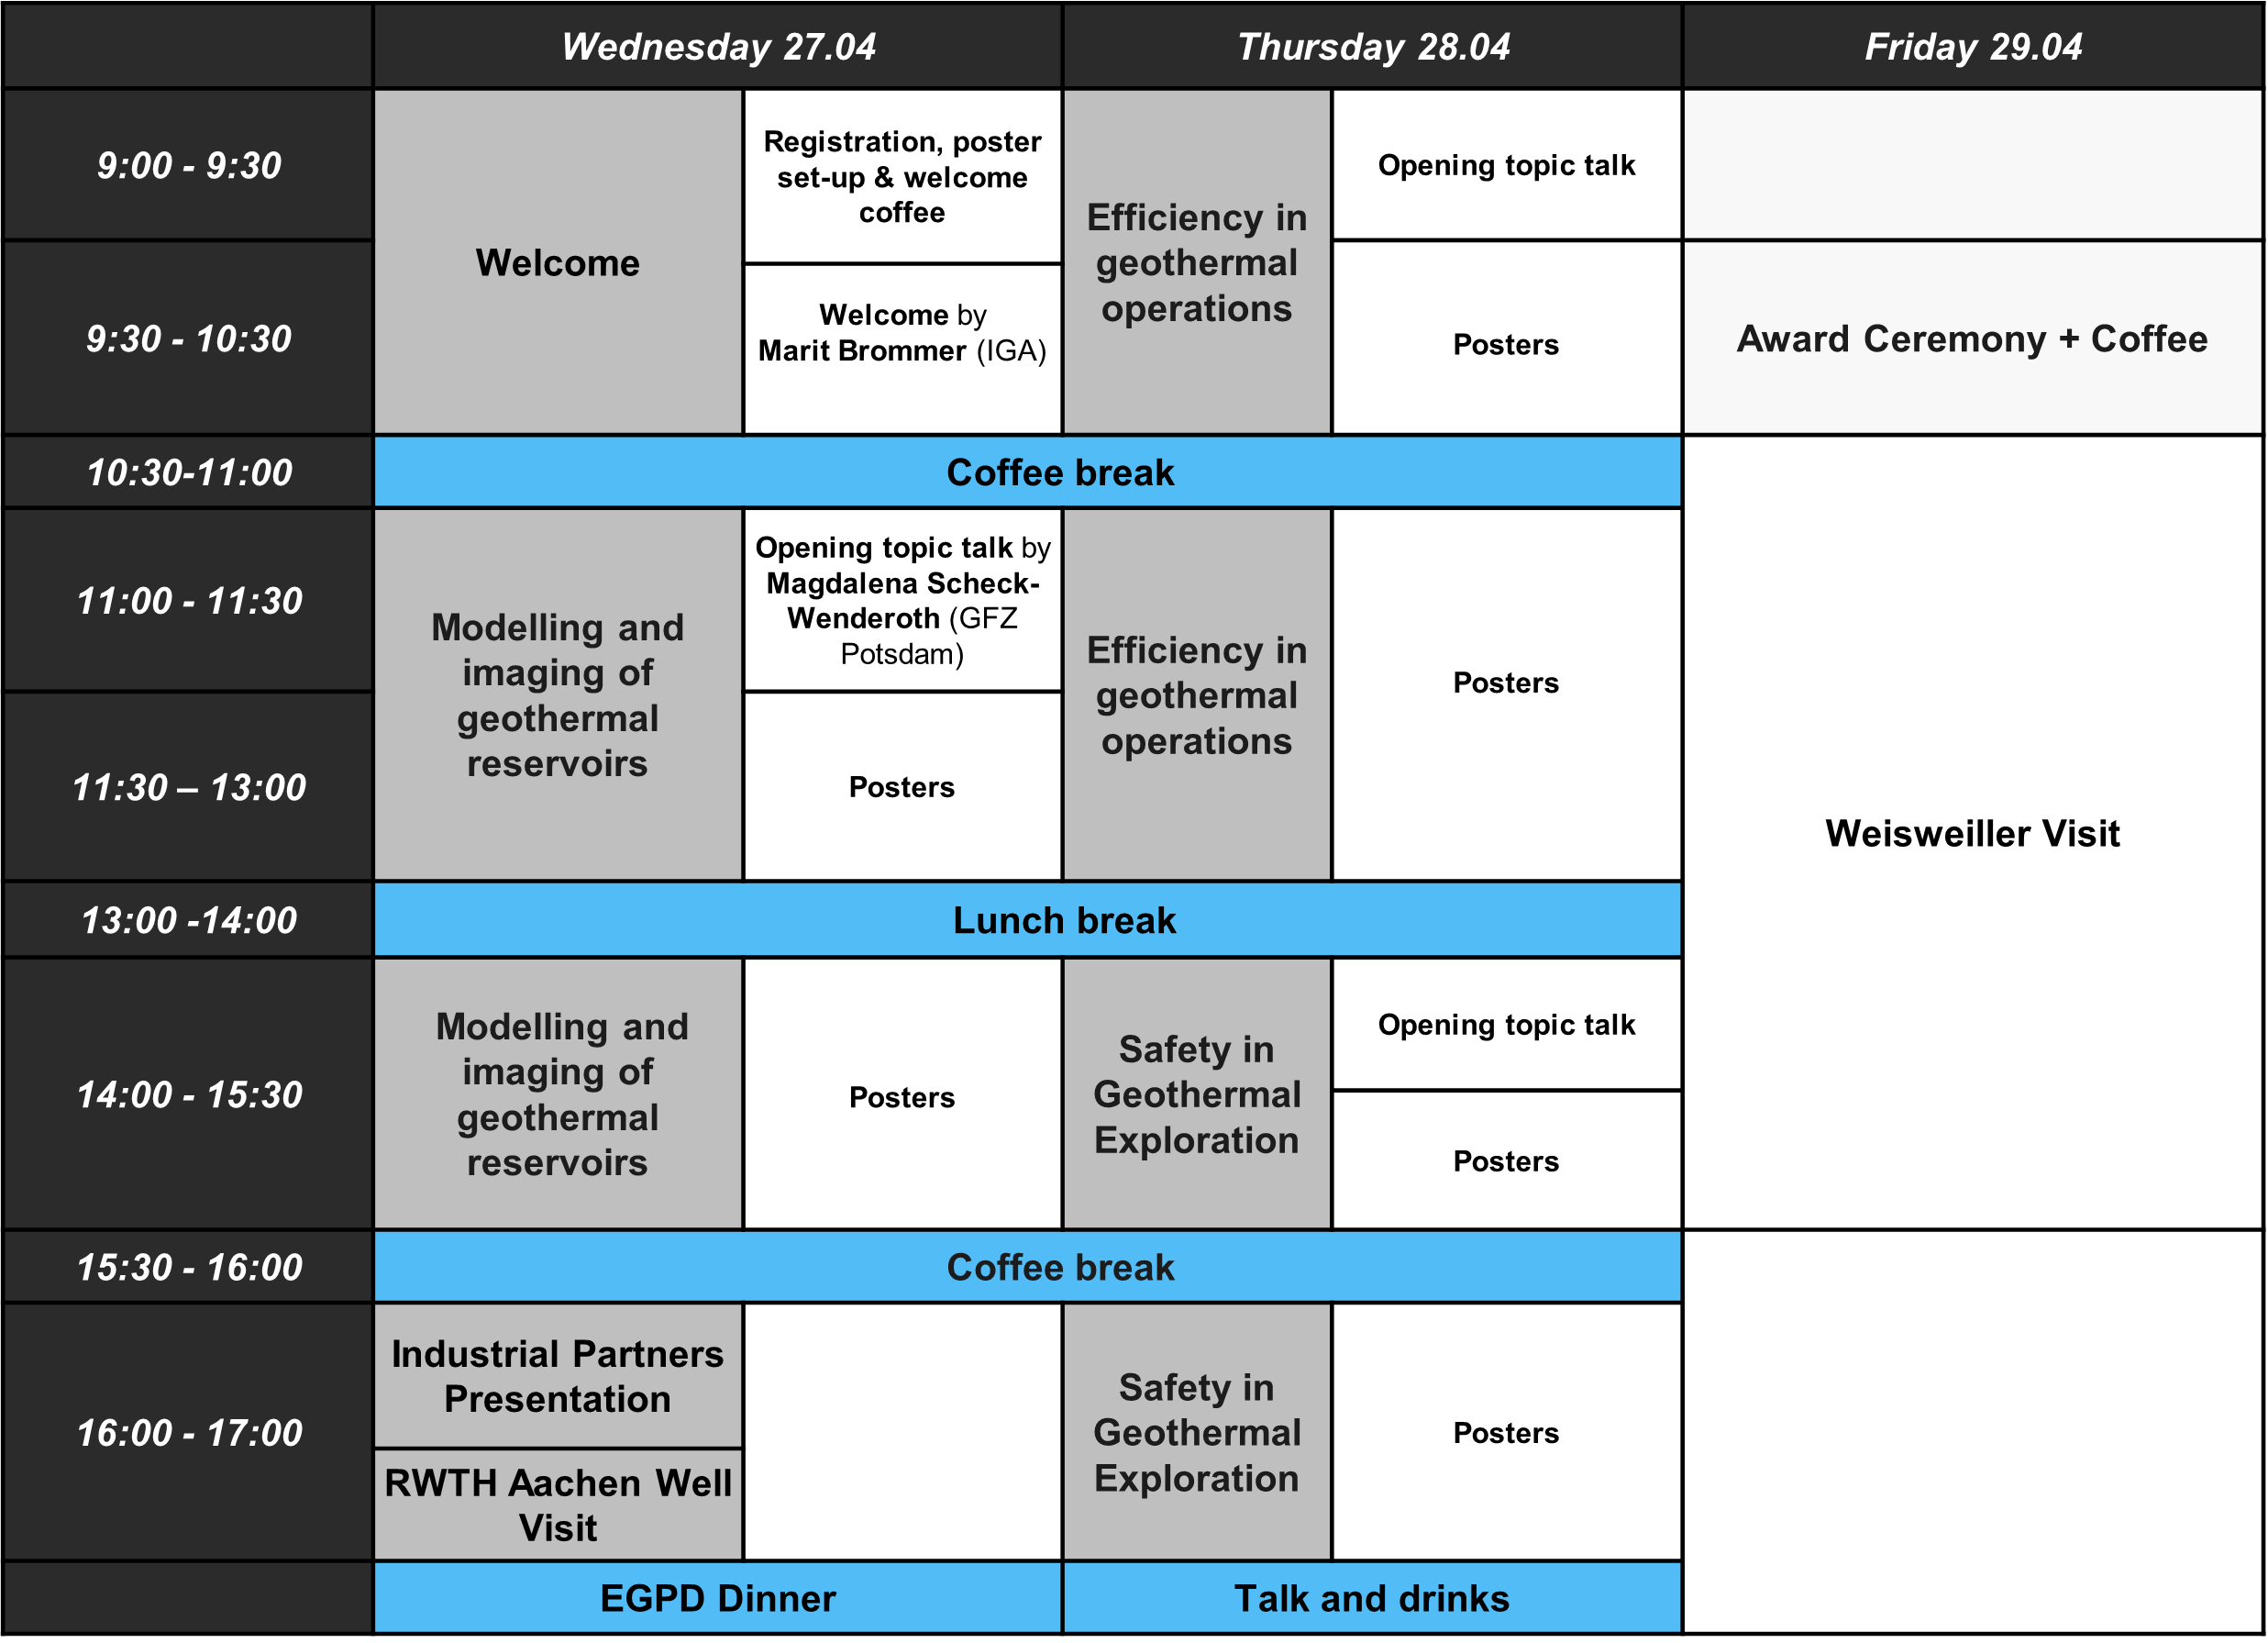 Wednesday 27.04
Thursday 28.04
Friday 29.04
9:00 - 9:30
Welcome
Registration, poster
set-up & welcome
coffee
Efficiency in
geothermal
operations
Opening topic talk
9:30 - 10:30
Welcome by
Marit Brommer (IGA)
Posters
Award Ceremony + Coffee
10:30-11:00
Coffee break
11:00 - 11:30
Modelling and
imaging of
geothermal
reservoirs
Opening topic talk by
Magdalena Scheck-
Wenderoth (GFZ
Potsdam)
Efficiency in
geothermal
operations
Posters
11:30 – 13:00
Posters
Weisweiller Visit
13:00 -14:00
Lunch break
14:00 - 15:30
Modelling and
imaging of
geothermal
reservoirs
Posters
Safety in
Geothermal
Exploration
Opening topic talk
Posters
15:30 - 16:00
Coffee break
16:00 - 17:00
Industrial Partners
Presentation
RWTH Aachen Well
Visit
Safety in
Geothermal
Exploration
Posters
EGPD Dinner
Talk and drinks